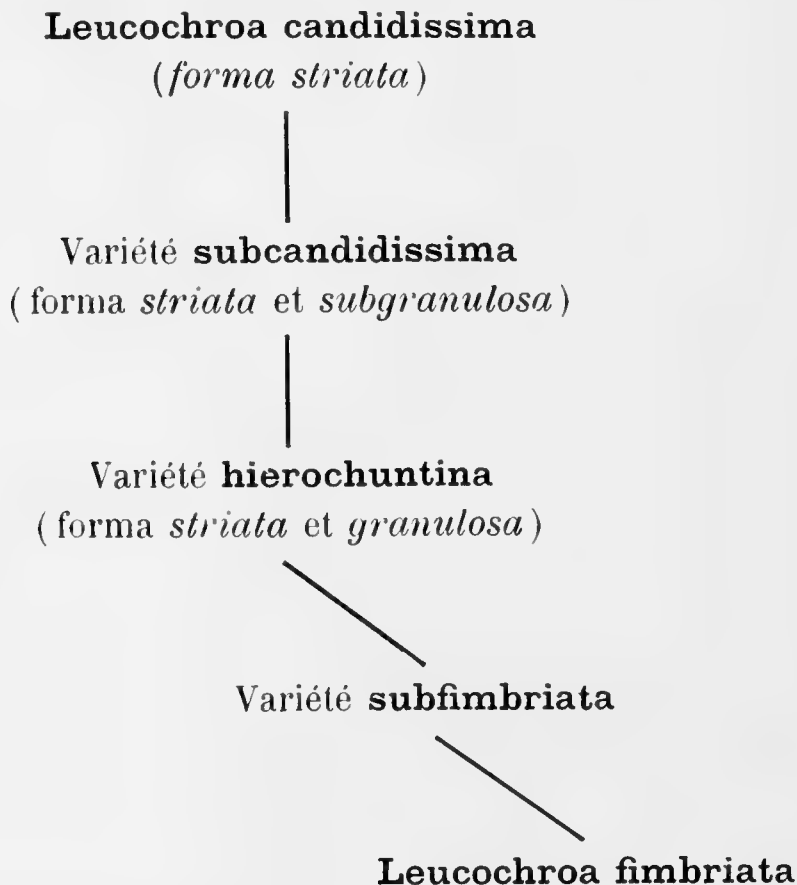 Leucochroa candidissima
(forma striata)
Variété subcandidissima
(forma striata et subgranulosa)
Variété hierochuntina
(forma striata et granulosa)
Variété subfimbriata
Leucochroa fimbriata